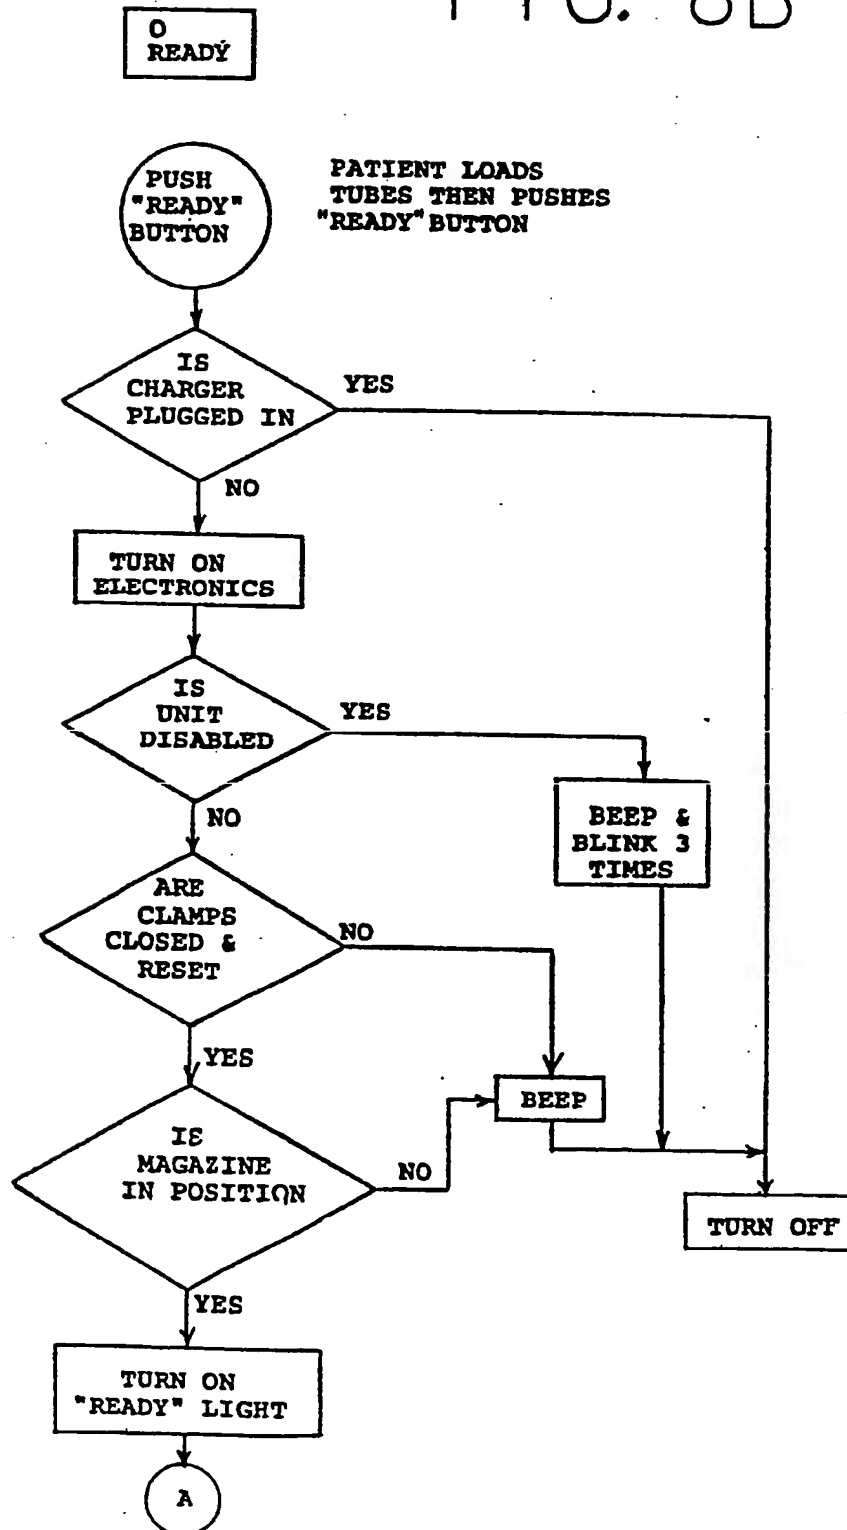 FIG. 8B
O
READY
PUSH
"READY"
BUTTON
PATIENT LOADS
TUBES THEN PUSHES
"READY" BUTTON
IS
CHARGER
PLUGGED IN
YES
NO
TURN ON
ELECTRONICS
IS
UNIT
DISABLED
YES
NO
BEEP &
BLINK 3
TIMES
ARE
CLAMPS
CLOSED &
RESET
NO
YES
BEEP
IS
MAGAZINE
IN POSITION
NO
TURN OFF
YES
TURN ON
"READY" LIGHT
A